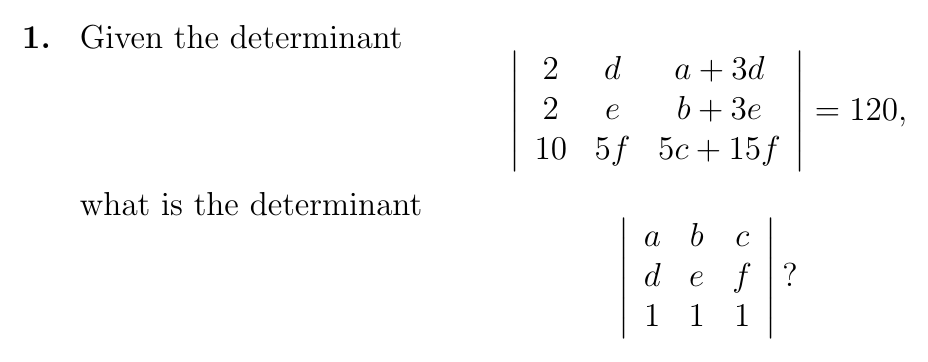 1. Given the determinant
| 2 d a + 3d |
| 2 e b + 3e | = 120,
| 10 5f 5c + 15f |
what is the determinant
| a b c |
| d e f | ?
| 1 1 1 |